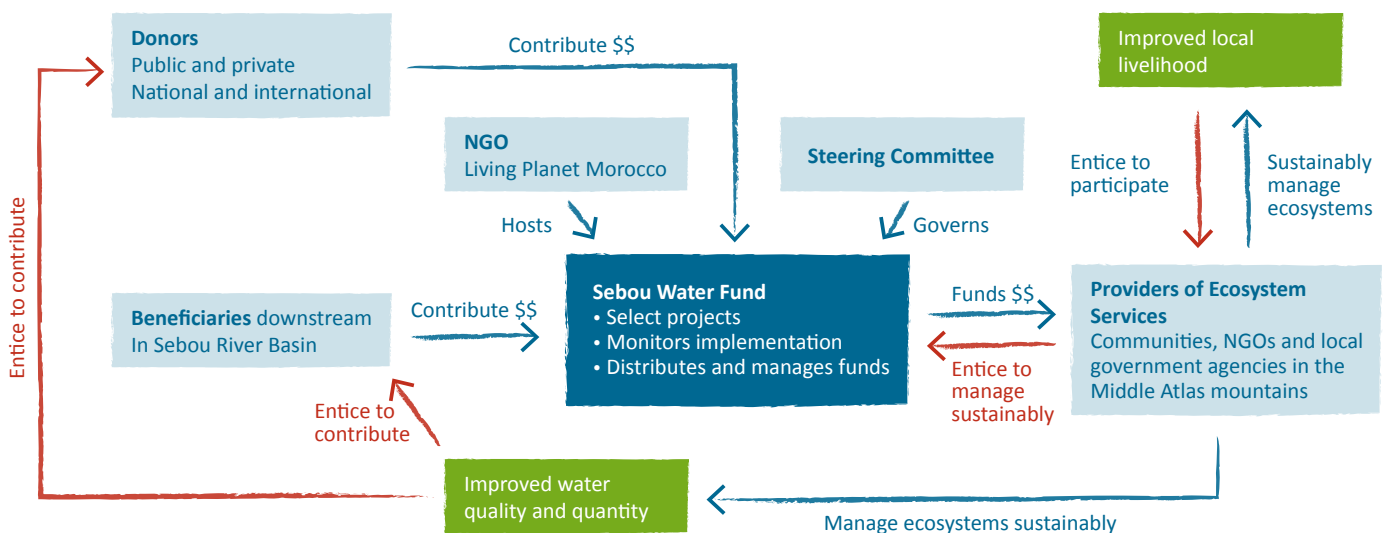 Donors
Public and private
National and international
Contribute $$
Improved local
livelihood
NGO
Living Planet Morocco
Steering Committee
Entice to
participate
Sustainably
manage
ecosystems
Hosts
Governs
Entice to contribute
Beneficiaries downstream
In Sebou River Basin
Contribute $$
Sebou Water Fund
• Select projects
• Monitors implementation
• Distributes and manages funds
Funds $$
Entice to
manage
sustainably
Providers of Ecosystem
Services
Communities, NGOs and local
government agencies in the
Middle Atlas mountains
Entice to
contribute
Improved water
quality and quantity
Manage ecosystems sustainably